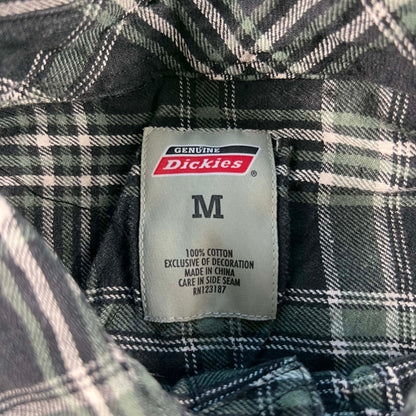 GENUINE
Dickies®
M
100% COTTON
EXCLUSIVE OF DECORATION
MADE IN CHINA
CARE IN SIDE SEAM
RN123187